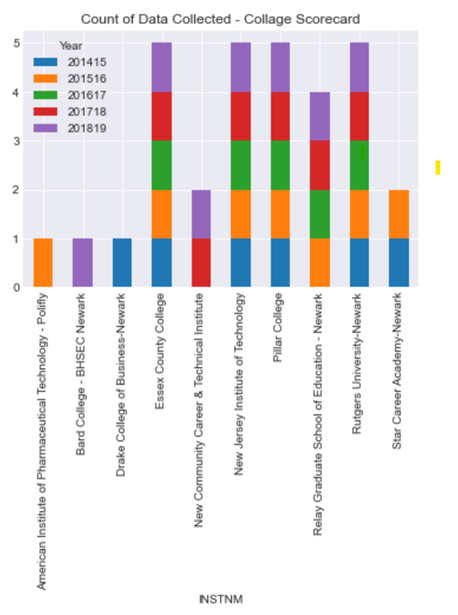 Count of Data Collected - Collage Scorecard
Year
201415
201516
201617
201718
201819
5
4
3
2
1
0
American Institute of Pharmaceutical Technology - Polifly
Bard College - BHSEC Newark
Drake College of Business-Newark
Essex County College
New Community Career & Technical Institute
New Jersey Institute of Technology
Pillar College
Relay Graduate School of Education - Newark
Rutgers University-Newark
Star Career Academy-Newark
INSTNM